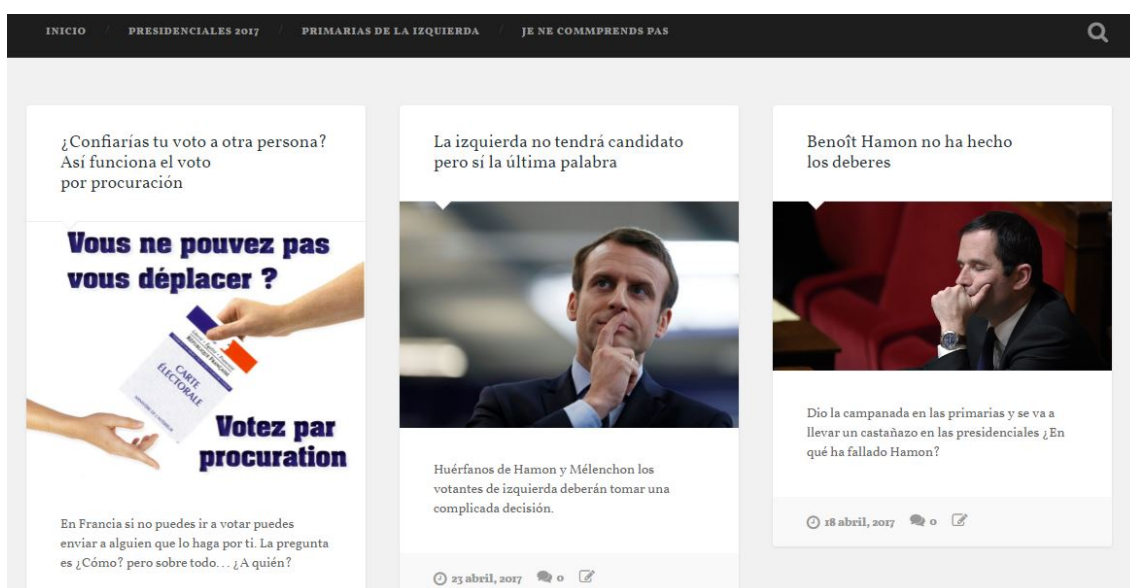 INICIO / PRESIDENCIALES 2017 / PRIMARIAS DE LA IZQUIERDA / JE NE COMMPRENDS PAS
¿Confiarías tu voto a otra persona?
Así funciona el voto
por procuración
Vous ne pouvez pas
vous déplacer ?
CARTE
ÉLECTORALE
Votez par
procuration
En Francia si no puedes ir a votar puedes
enviar a alguien que lo haga por ti. La pregunta
es ¿Cómo? pero sobre todo… ¿A quién?
La izquierda no tendrá candidato
pero sí la última palabra
Huérfanos de Hamon y Mélenchon los
votantes de izquierda deberán tomar una
complicada decisión.
23 abril, 2017 0
Benoît Hamon no ha hecho
los deberes
Dio la campanada en las primarias y se va a
llevar un castañazo en las presidenciales ¿En
qué ha fallado Hamon?
18 abril, 2017 0